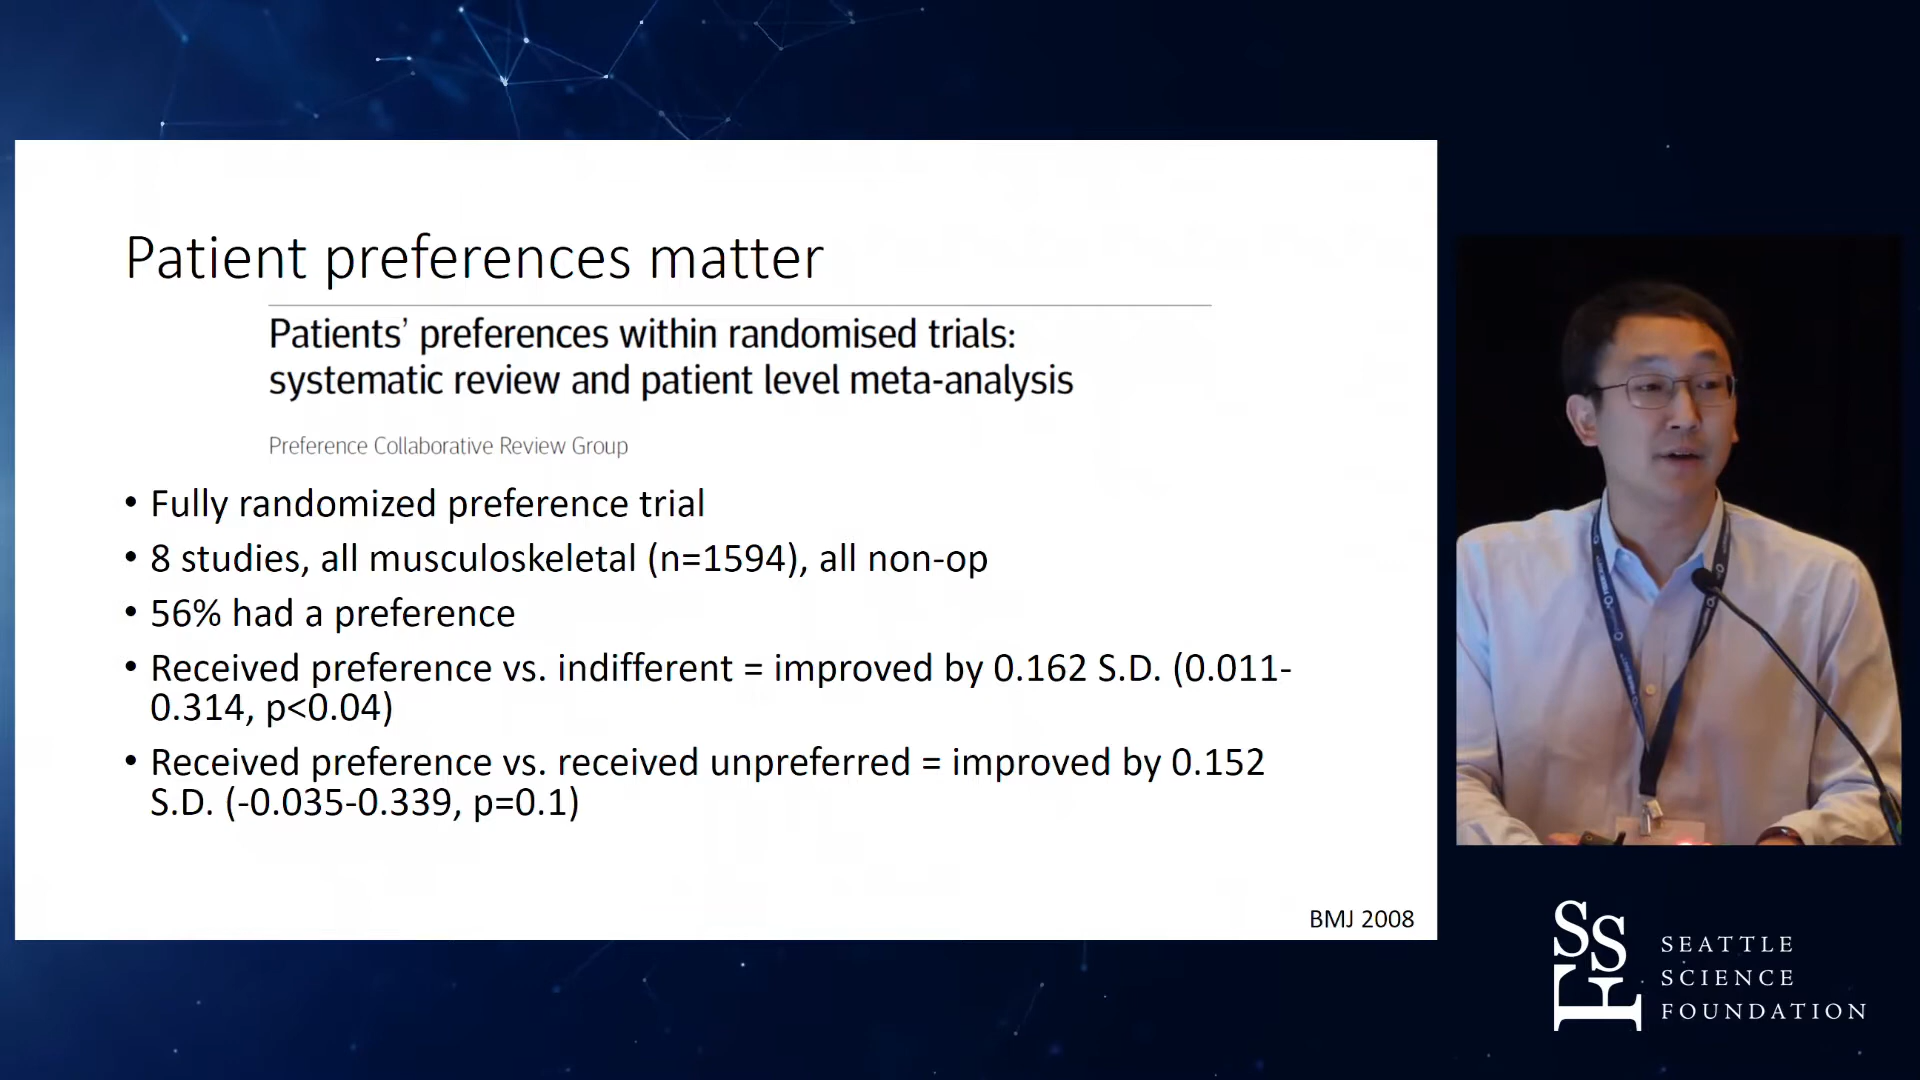 Patient preferences matter
Patients’ preferences within randomised trials:
systematic review and patient level meta-analysis
Preference Collaborative Review Group
• Fully randomized preference trial
• 8 studies, all musculoskeletal (n=1594), all non-op
• 56% had a preference
• Received preference vs. indifferent = improved by 0.162 S.D. (0.011-
0.314, p<0.04)
• Received preference vs. received unpreferred = improved by 0.152
S.D. (-0.035-0.339, p=0.1)
BMJ 2008
SSF
SEATTLE
SCIENCE
FOUNDATION